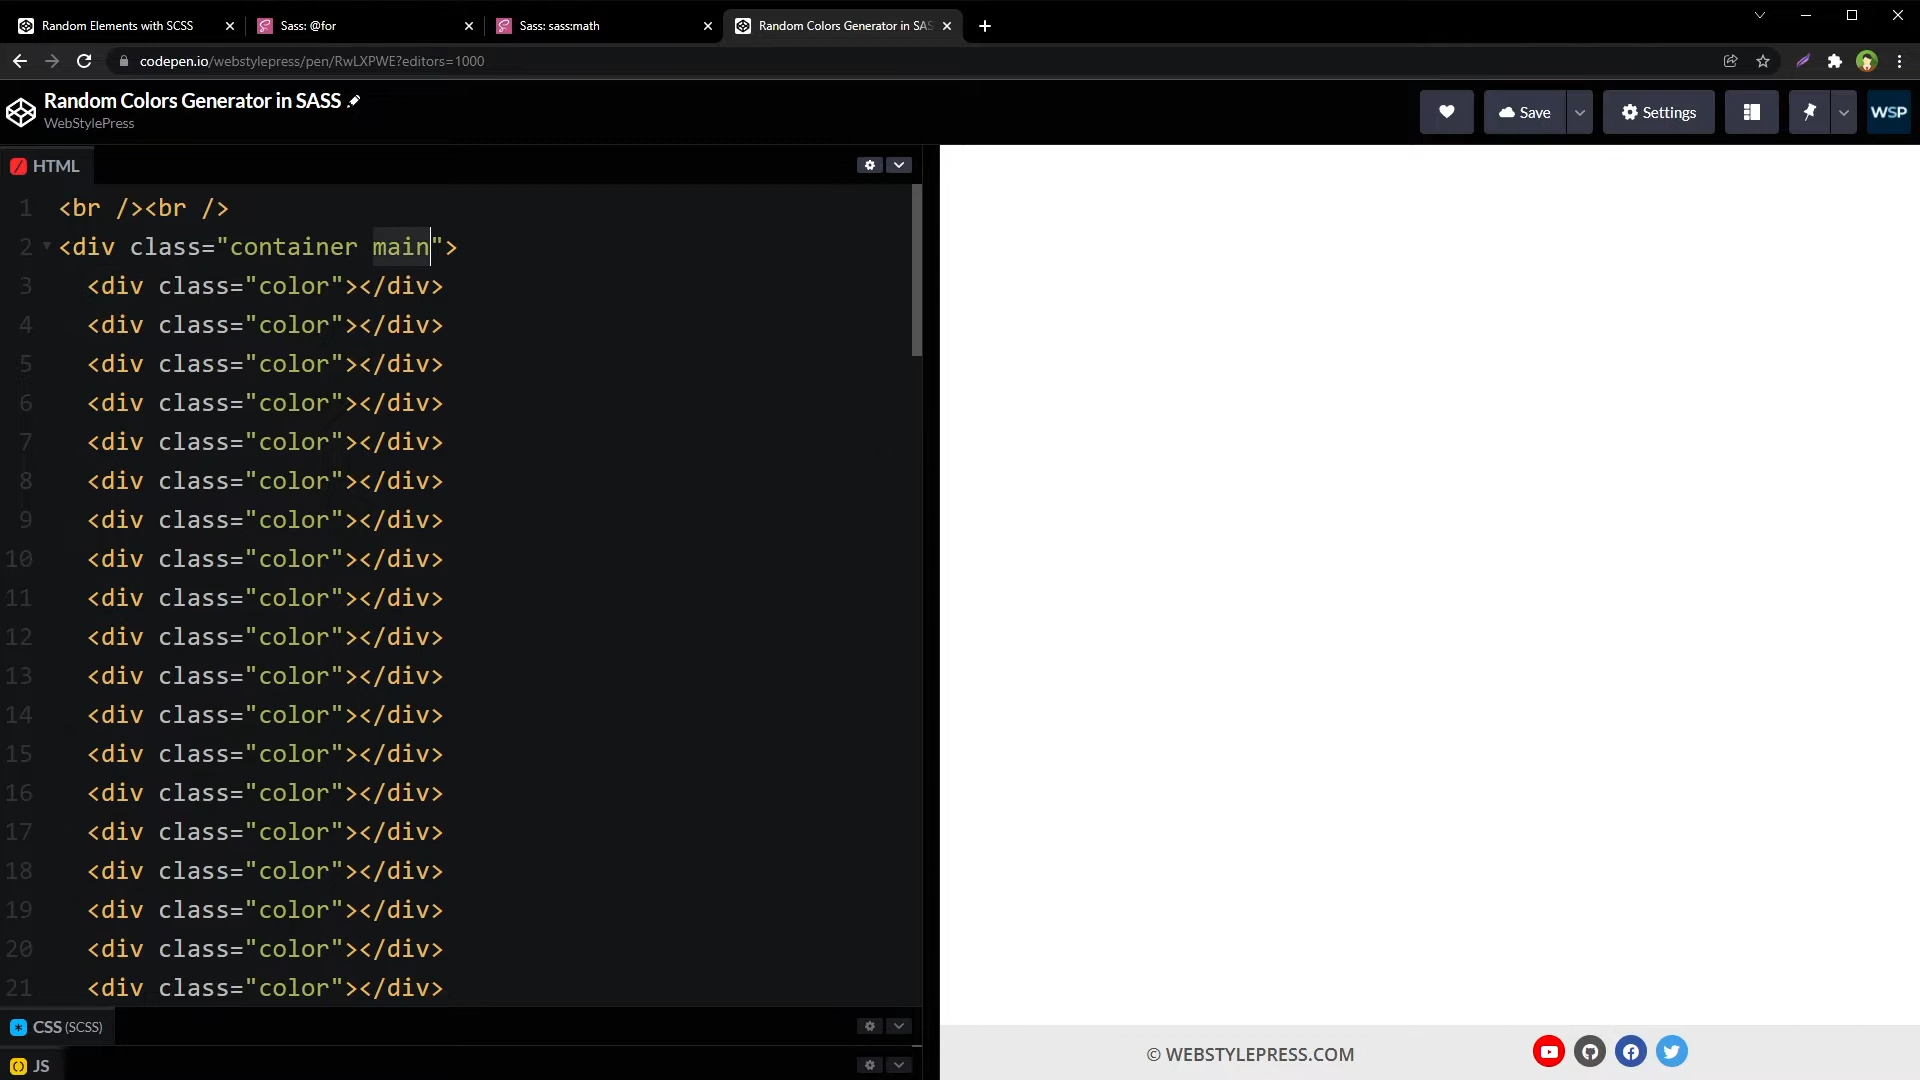 Random Elements with SCSS
Sass: @for
Sass: sass:math
Random Colors Generator in SAS
codepen.io/webstylepress/pen/RwLXPWE?editors=1000
Random Colors Generator in SASS
WebStylePress
Save
Settings
WSP
HTML
1 <br /><br />
2 <div class="container main">
3 <div class="color"></div>
4 <div class="color"></div>
5 <div class="color"></div>
6 <div class="color"></div>
7 <div class="color"></div>
8 <div class="color"></div>
9 <div class="color"></div>
10 <div class="color"></div>
11 <div class="color"></div>
12 <div class="color"></div>
13 <div class="color"></div>
14 <div class="color"></div>
15 <div class="color"></div>
16 <div class="color"></div>
17 <div class="color"></div>
18 <div class="color"></div>
19 <div class="color"></div>
20 <div class="color"></div>
21 <div class="color"></div>
CSS (SCSS)
JS
© WEBSTYLEPRESS.COM